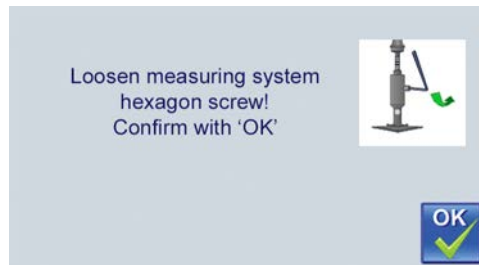 Loosen measuring system
hexagon screw!
Confirm with ‘OK’
OK